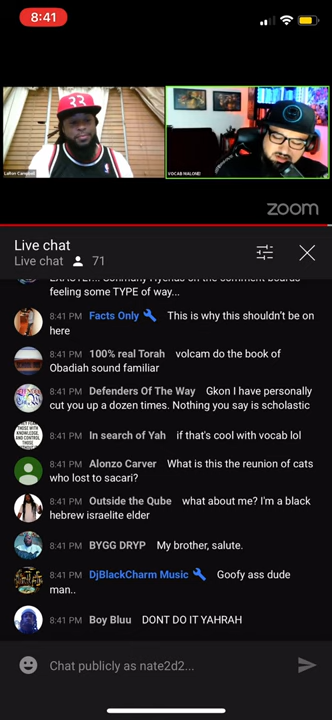 8:41
RR
LaRon Campbell
VOCAB MALONE
zoom
Live chat
Live chat 71
feeling some TYPE of way...
8:41 PM Facts Only This is why this shouldn't be on
here
8:41 PM 100% real Torah volcam do the book of
Obadiah sound familiar
8:41 PM Defenders Of The Way Gkon I have personally
cut you up a dozen times. Nothing you say is scholastic
8:41 PM In search of Yah if that's cool with vocab lol
8:41 PM Alonzo Carver What is this the reunion of cats
who lost to sacari?
8:41 PM Outside the Qube what about me? I'm a black
hebrew israelite elder
8:41 PM BYGG DRYP My brother, salute.
8:41 PM DjBlackCharm Music Goofy ass dude
man..
8:41 PM Boy Bluu DONT DO IT YAHRAH
Chat publicly as nate2d2...